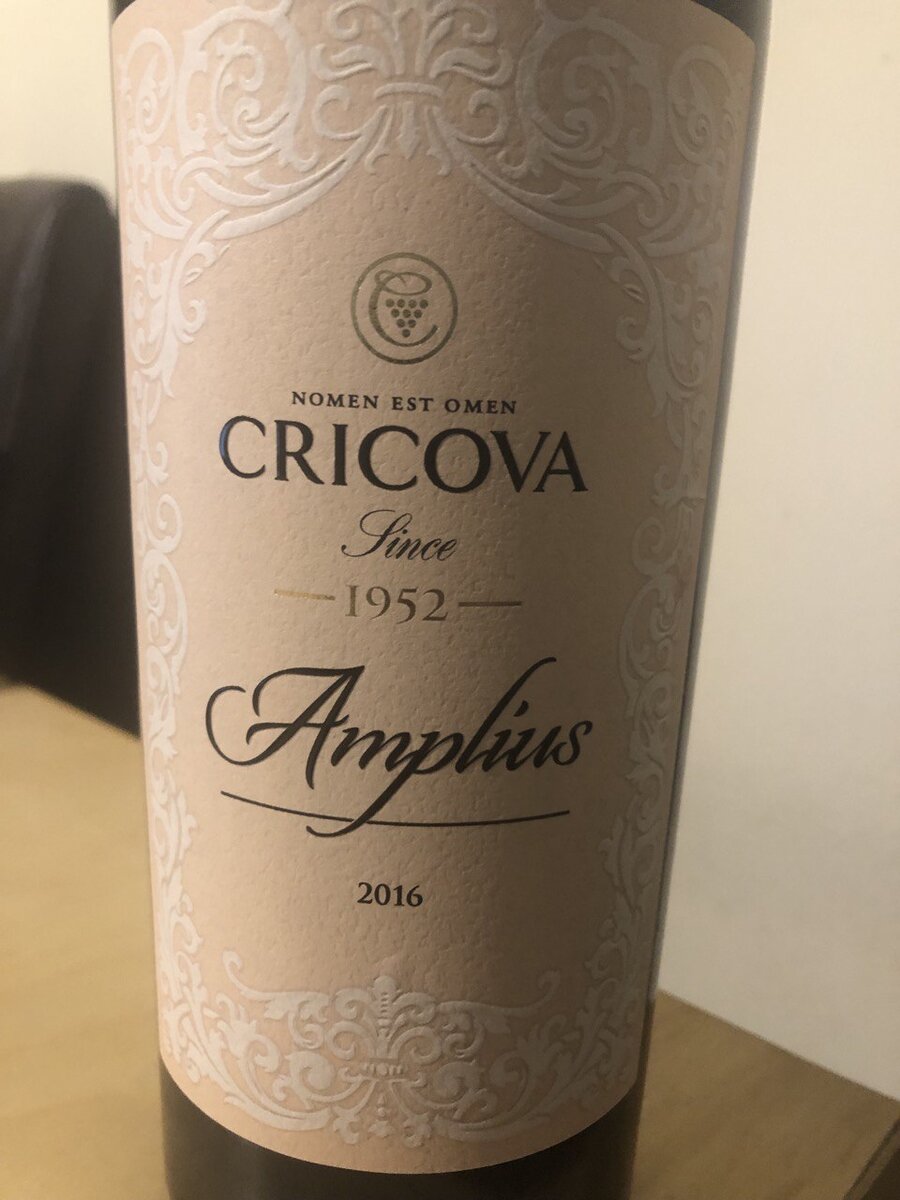 NOMEN EST OMEN
CRICOVA
Since
1952
Amplius
2016